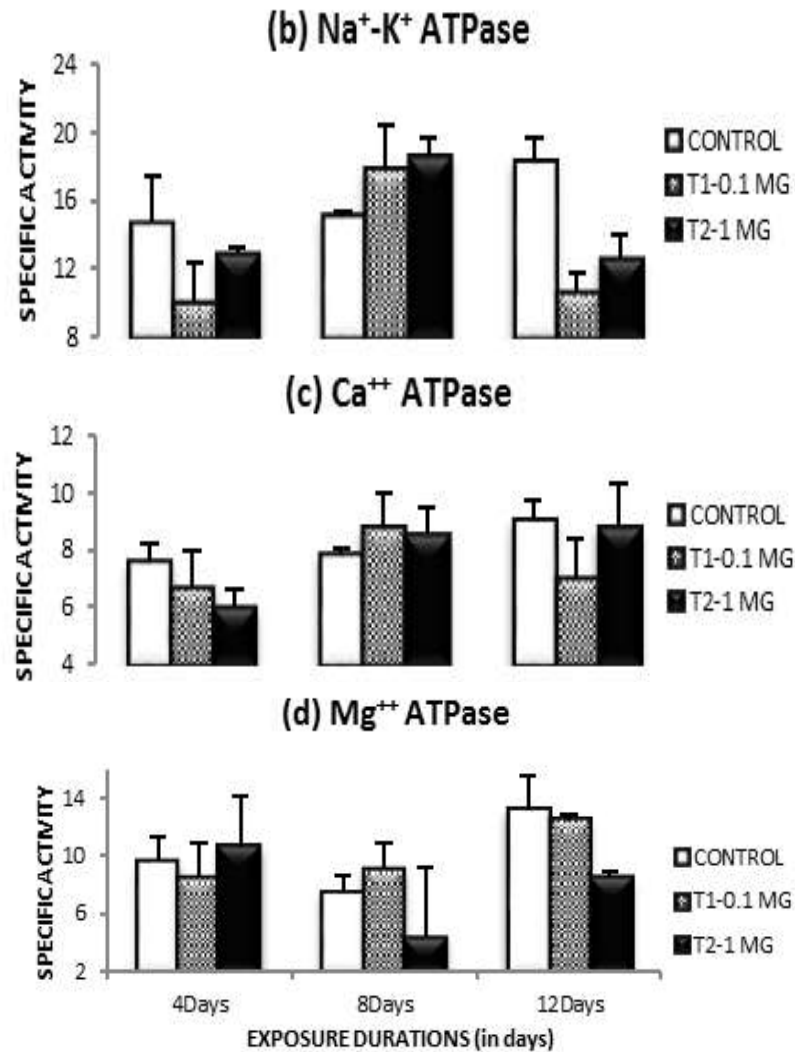 (b) Na⁺-K⁺ ATPase
SPECIFIC ACTIVITY
24
20
16
12
8
CONTROL
T1-0.1 MG
T2-1 MG
(c) Ca⁺⁺ ATPase
SPECIFIC ACTIVITY
12
10
8
6
4
CONTROL
T1-0.1 MG
T2-1 MG
(d) Mg⁺⁺ ATPase
SPECIFIC ACTIVITY
14
10
6
2
CONTROL
T1-0.1 MG
T2-1 MG
4Days 8Days 12Days
EXPOSURE DURATIONS (in days)